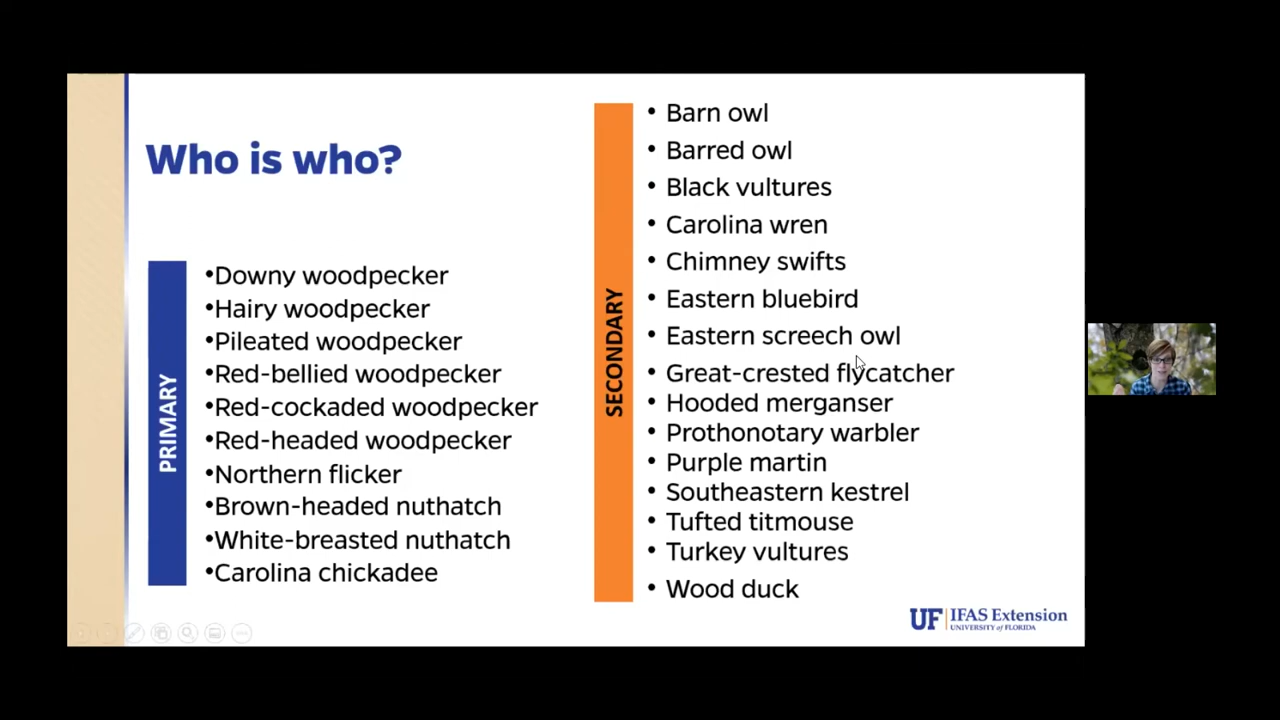 Who is who?
PRIMARY
•Downy woodpecker
•Hairy woodpecker
•Pileated woodpecker
•Red-bellied woodpecker
•Red-cockaded woodpecker
•Red-headed woodpecker
•Northern flicker
•Brown-headed nuthatch
•White-breasted nuthatch
•Carolina chickadee
SECONDARY
• Barn owl
• Barred owl
• Black vultures
• Carolina wren
• Chimney swifts
• Eastern bluebird
• Eastern screech owl
• Great-crested flycatcher
• Hooded merganser
• Prothonotary warbler
• Purple martin
• Southeastern kestrel
• Tufted titmouse
• Turkey vultures
• Wood duck
UF IFAS Extension
UNIVERSITY of FLORIDA